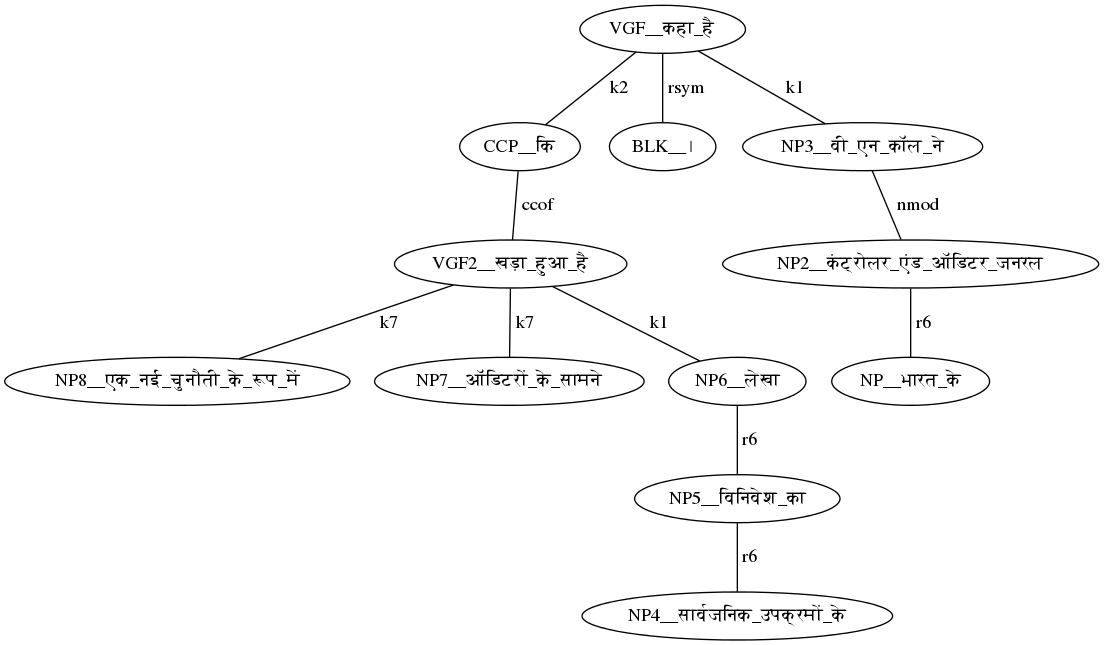 VGF__कहा_है
k2 rsym k1
CCP__कि BLK__। NP3__वी_एन_कॉल_ने
ccof nmod
VGF2__खड़ा_हुआ_है NP2__कंट्रोलर_एंड_ऑडिटर_जनरल
k7 k7 k1 r6
NP8__एक_नई_चुनौती_के_रूप_में NP7__ऑडिटरों_के_सामने NP6__लेखा NP__भारत_के
r6
NP5__विनिवेश_का
r6
NP4__सार्वजनिक_उपक्रमों_के